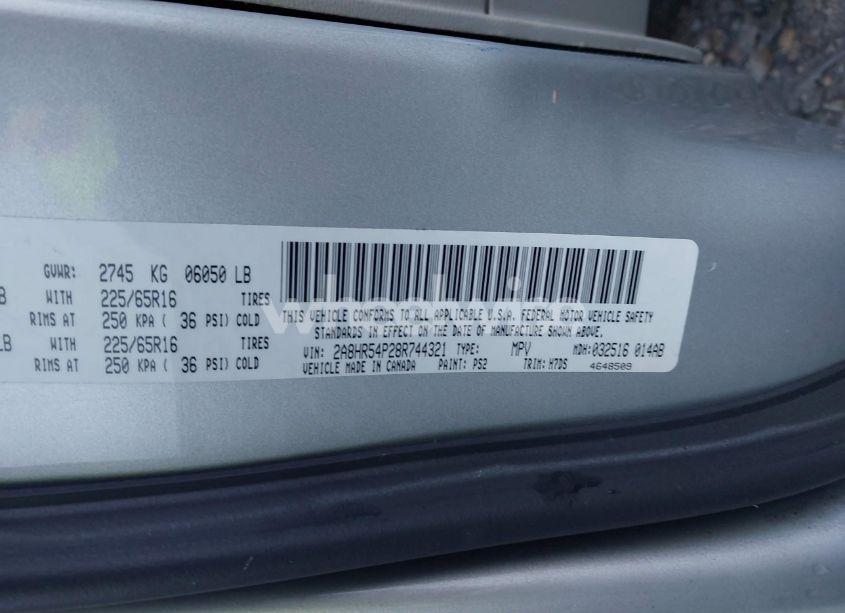 GVWR: 2745 KG 06050 LB
B WITH 225/65R16 TIRES
RIMS AT 250 KPA ( 36 PSI) COLD
LB WITH 225/65R16 TIRES
RIMS AT 250 KPA ( 36 PSI) COLD
THIS VEHICLE CONFORMS TO ALL APPLICABLE U.S.A. FEDERAL MOTOR VEHICLE SAFETY
STANDARDS IN EFFECT ON THE DATE OF MANUFACTURE SHOWN ABOVE.
VIN: 2A8HR54P28R744321 TYPE: MPV MDH: 032516 014AB
VEHICLE MADE IN CANADA PAINT: PS2 TRIM: H7DS 4648509